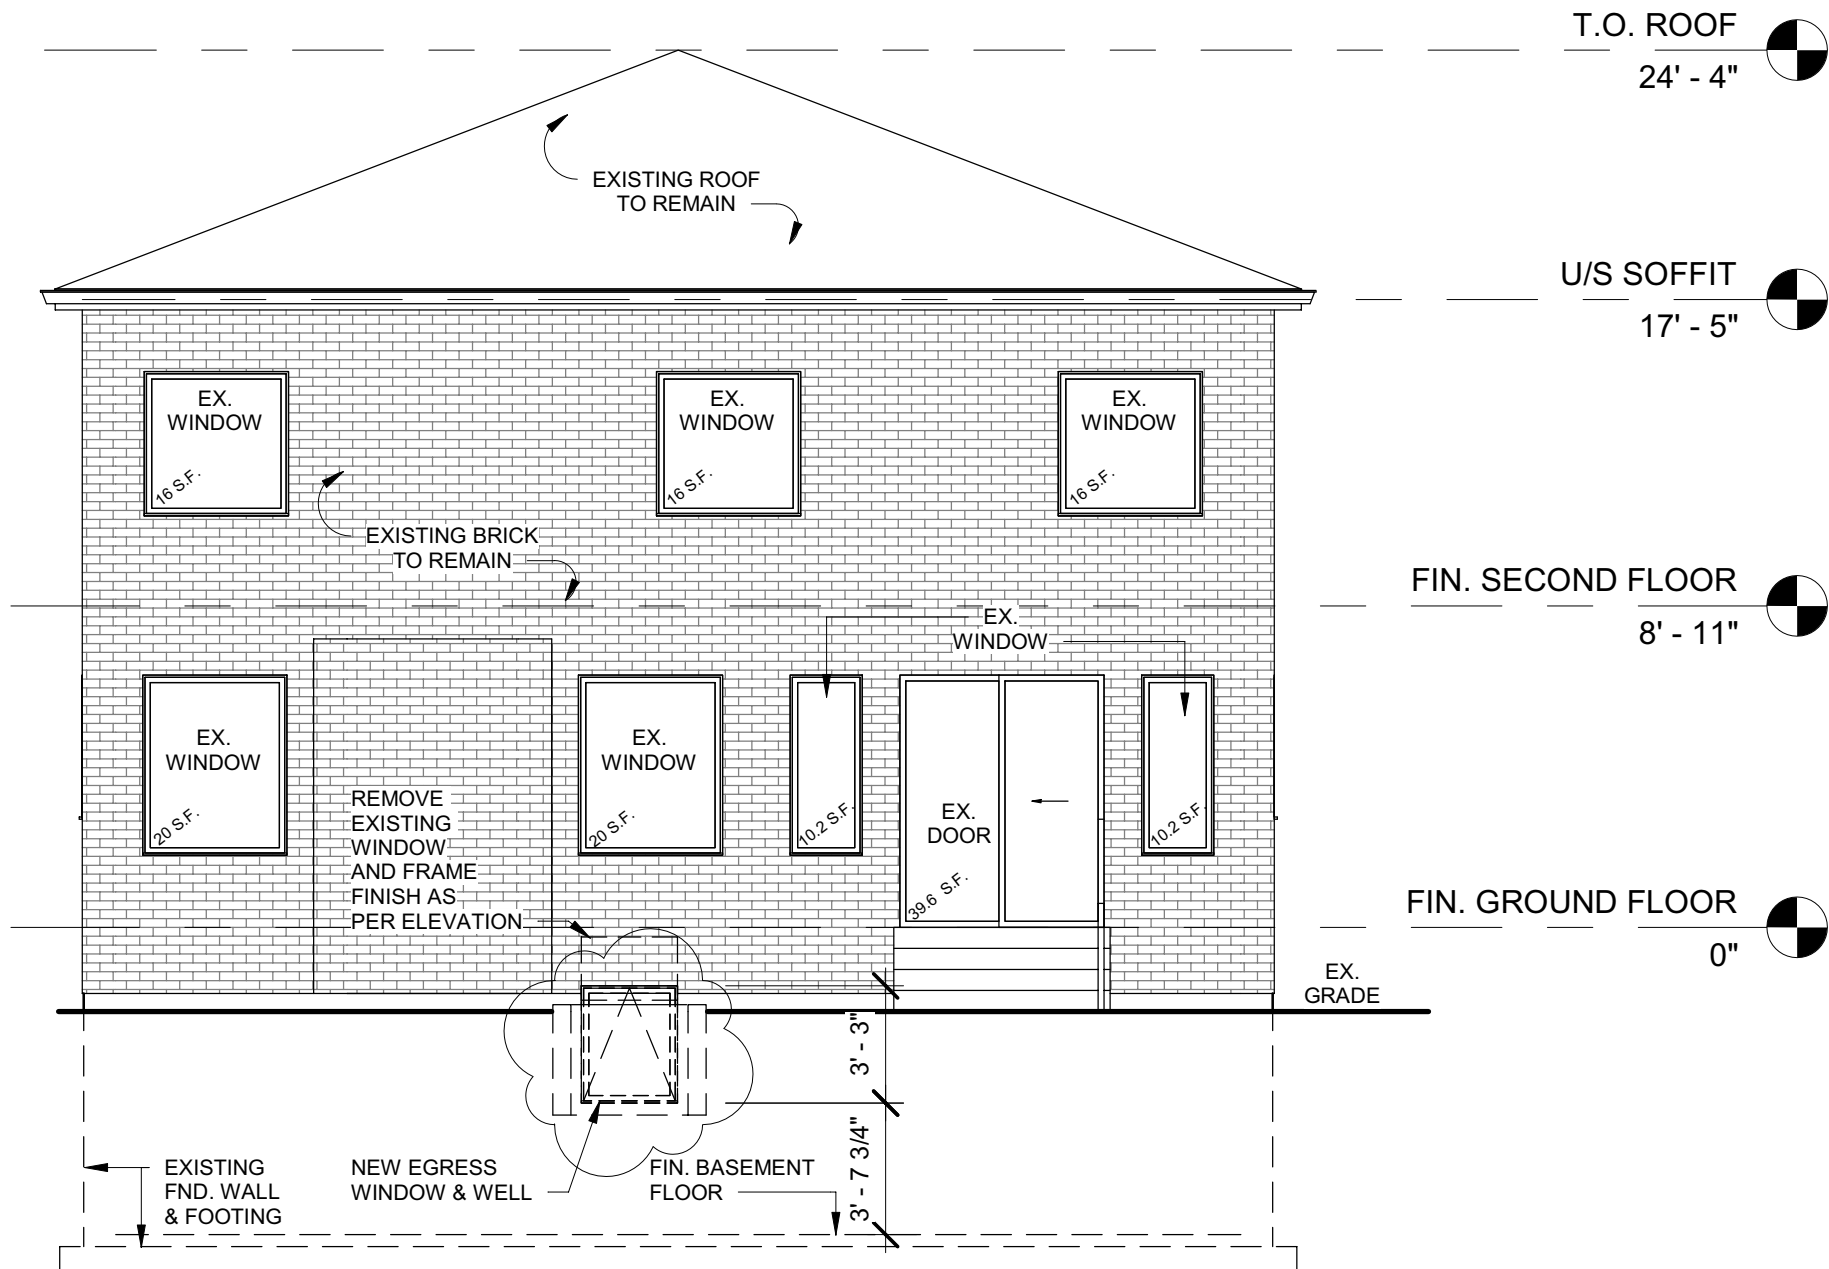 T.O. ROOF
24' - 4"
EXISTING ROOF
TO REMAIN
U/S SOFFIT
17' - 5"
EX.
WINDOW
16 S.F.
EX.
WINDOW
16 S.F.
EX.
WINDOW
16 S.F.
EXISTING BRICK
TO REMAIN
FIN. SECOND FLOOR
8' - 11"
EX.
WINDOW
EX.
WINDOW
20 S.F.
EX.
WINDOW
20 S.F.
10.2 S.F.
EX.
DOOR
39.6 S.F.
10.2 S.F.
REMOVE
EXISTING
WINDOW
AND FRAME
FINISH AS
PER ELEVATION
FIN. GROUND FLOOR
0"
EX.
GRADE
3' - 3"
3' - 7 3/4"
EXISTING
FND. WALL
& FOOTING
NEW EGRESS
WINDOW & WELL
FIN. BASEMENT
FLOOR